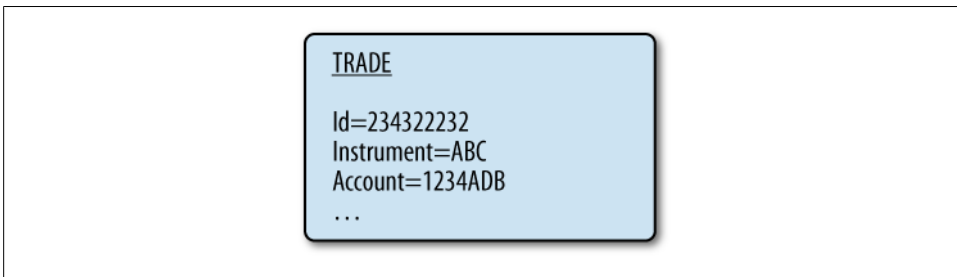 TRADE
Id=234322232
Instrument=ABC
Account=1234ADB
...